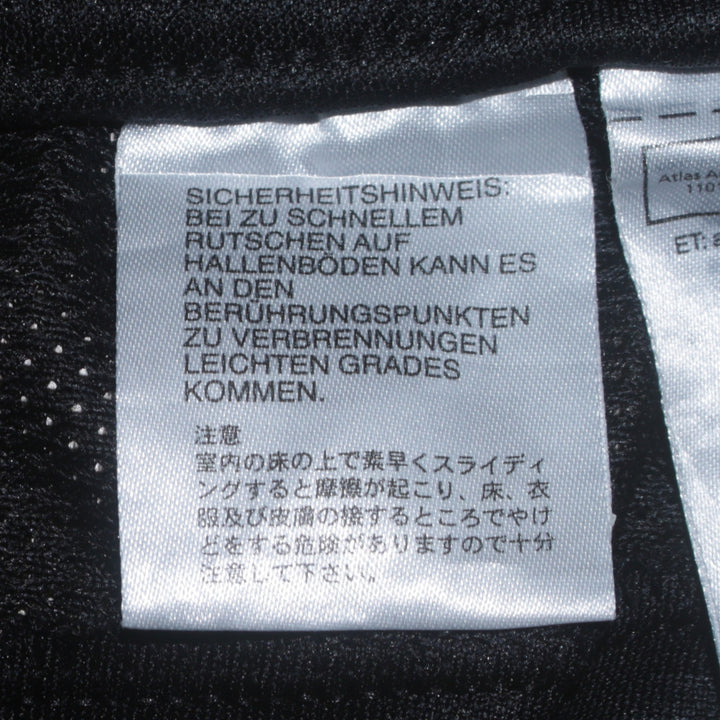 SICHERHEITSHINWEIS:
BEI ZU SCHNELLEM
RUTSCHEN AUF
HALLENBÖDEN KANN ES
AN DEN
BERÜHRUNGSPUNKTEN
ZU VERBRENNUNGEN
LEICHTEN GRADES
KOMMEN.
注意
室内の床の上で素早くスライディ
ングすると摩擦が起こり、床、衣
服及び皮膚の接するところでやけ
どをする危険がありますので十分
注意して下さい。
Atlas
110
ET: